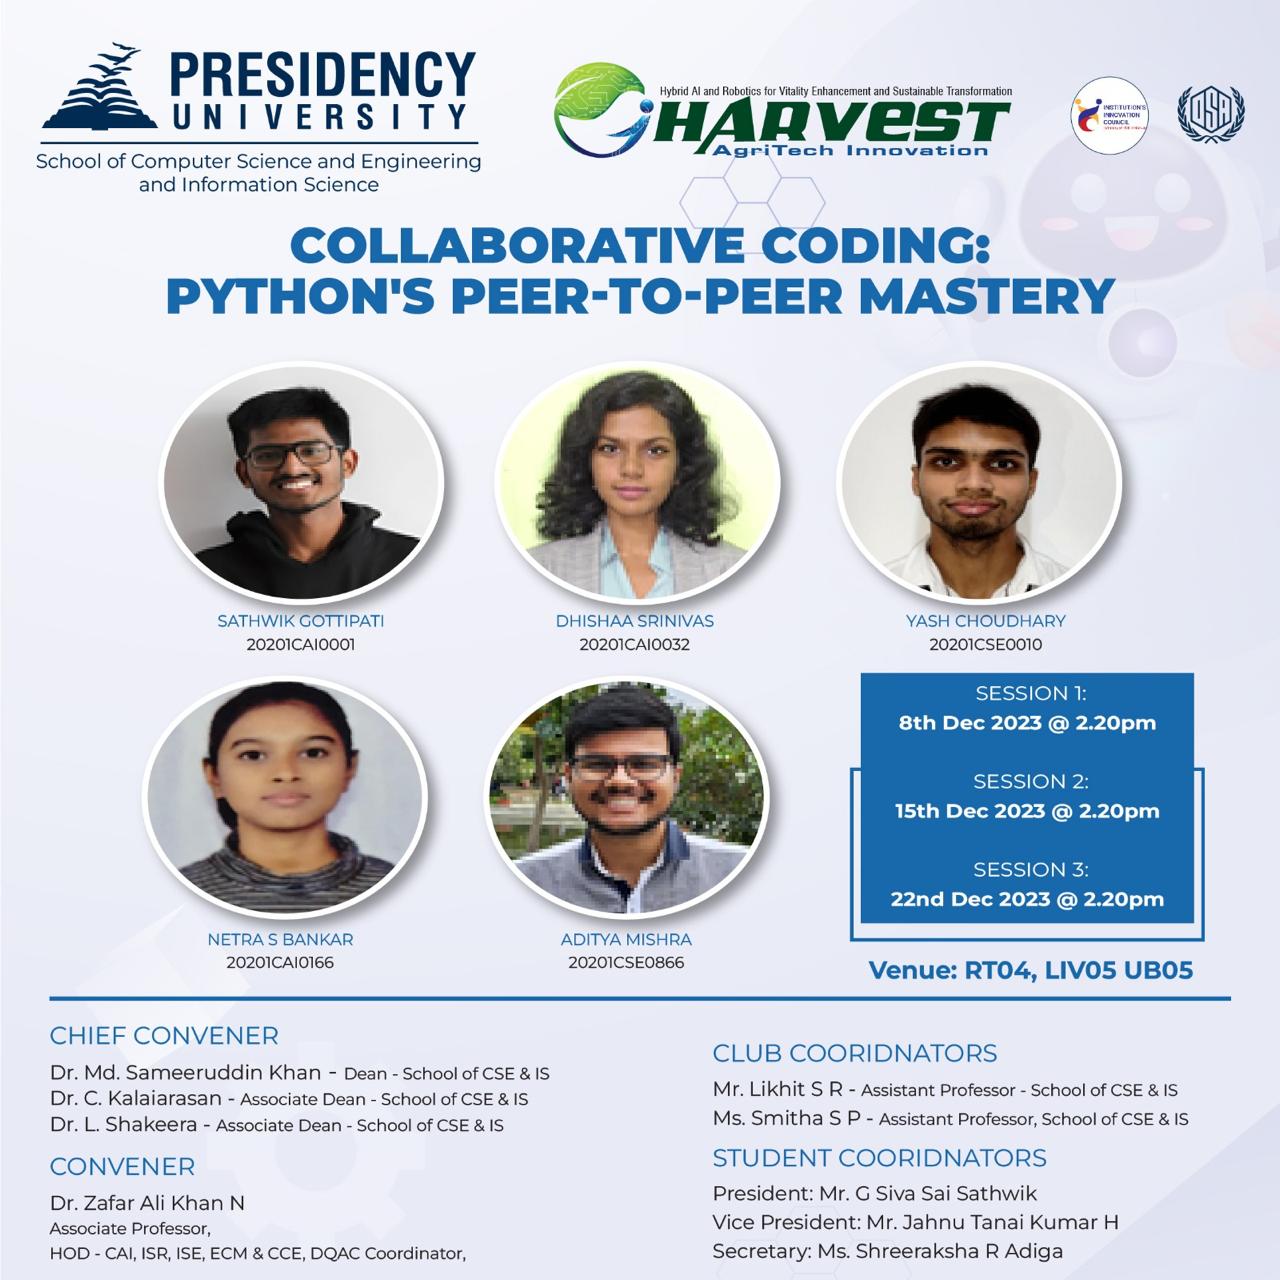 PRESIDENCY
UNIVERSITY
School of Computer Science and Engineering
and Information Science
Hybrid AI and Robotics for Vitality Enhancement and Sustainable Transformation
HARVEST
AgriTech Innovation
INSTITUTION'S
INNOVATION
COUNCIL
DSA
COLLABORATIVE CODING:
PYTHON'S PEER-TO-PEER MASTERY
SATHWIK GOTTIPATI
20201CAI0001
DHISHAA SRINIVAS
20201CAI0032
YASH CHOUDHARY
20201CSE0010
NETRA S BANKAR
20201CAI0166
ADITYA MISHRA
20201CSE0866
SESSION 1:
8th Dec 2023 @ 2.20pm
SESSION 2:
15th Dec 2023 @ 2.20pm
SESSION 3:
22nd Dec 2023 @ 2.20pm
Venue: RT04, LIV05 UB05
CHIEF CONVENER
Dr. Md. Sameeruddin Khan - Dean - School of CSE & IS
Dr. C. Kalaiarasan - Associate Dean - School of CSE & IS
Dr. L. Shakeera - Associate Dean - School of CSE & IS
CONVENER
Dr. Zafar Ali Khan N
Associate Professor,
HOD - CAI, ISR, ISE, ECM & CCE, DQAC Coordinator,
CLUB COORIDNATORS
Mr. Likhit S R - Assistant Professor - School of CSE & IS
Ms. Smitha S P - Assistant Professor, School of CSE & IS
STUDENT COORIDNATORS
President: Mr. G Siva Sai Sathwik
Vice President: Mr. Jahnu Tanai Kumar H
Secretary: Ms. Shreeraksha R Adiga